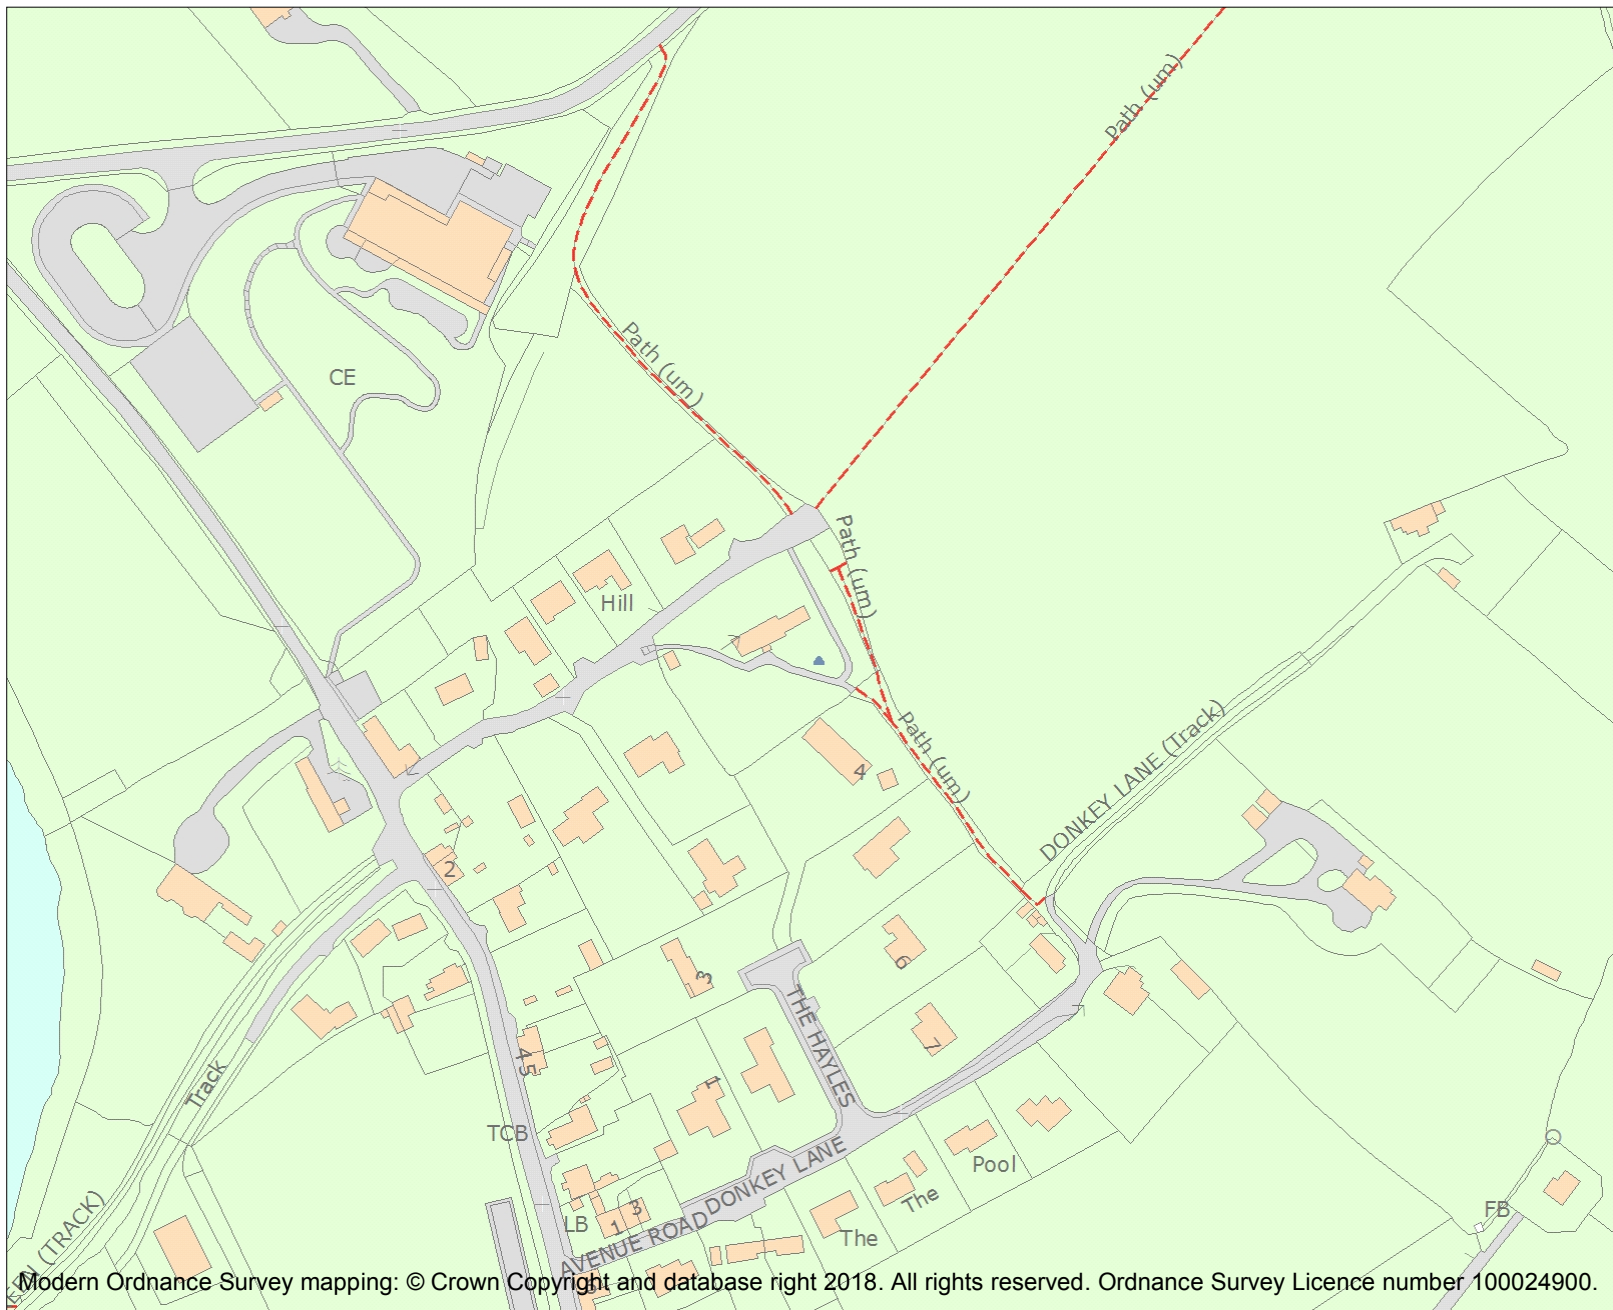 Path (um)
Path (um)
CE
Path (um)
Hill
Path (um)
DONKEY LANE (Track)
4
2
6
3
THE HAYLES
7
4
5
1
Track
TCB
DONKEY LANE
Pool
The
The
LB
1
3
AVENUE ROAD
FB
(TRACK)
Modern Ordnance Survey mapping: © Crown Copyright and database right 2018. All rights reserved. Ordnance Survey Licence number 100024900.